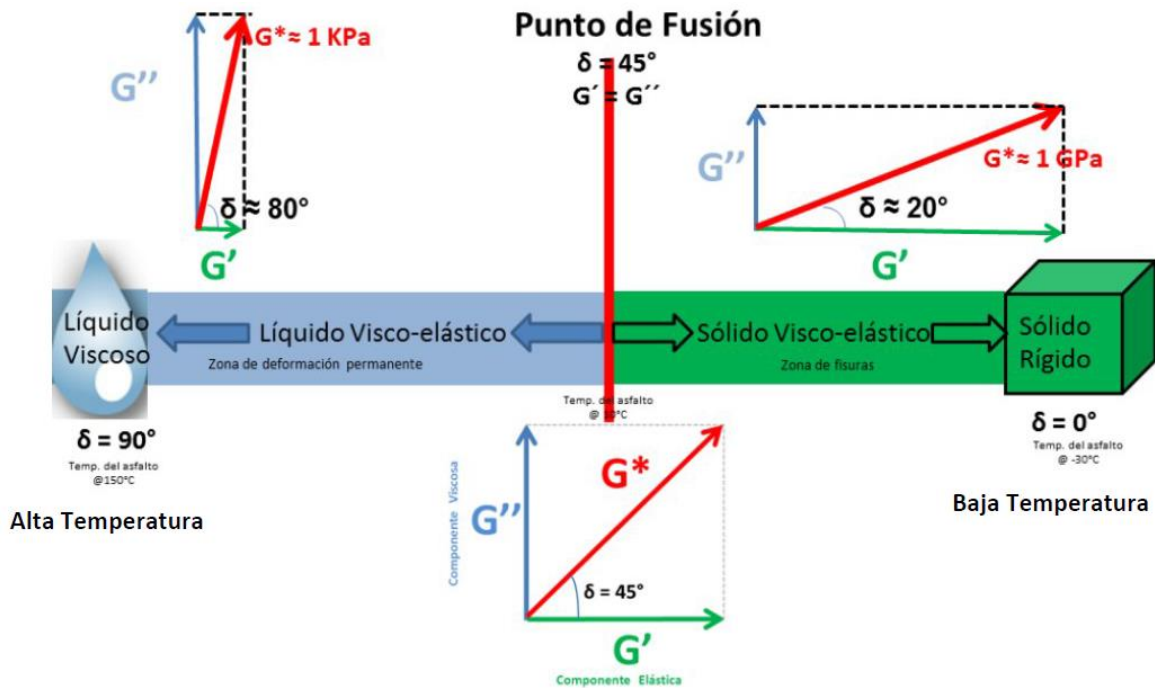 Punto de Fusión
δ = 45°
G´ = G´´
G*≈ 1 KPa
G’’
δ ≈ 80°
G’
G’’
G*≈ 1 GPa
δ ≈ 20°
G’
Líquido
Viscoso
Líquido Visco-elástico
Zona de deformación permanente
Sólido Visco-elástico
Zona de fisuras
Sólido
Rígido
δ = 90°
Temp. del asfalto
@150°C
Alta Temperatura
Temp. del asfalto
@ 10°C
δ = 0°
Temp. del asfalto
@ -30°C
Baja Temperatura
Componente Viscosa
G’’
G*
δ = 45°
G’
Componente Elástica